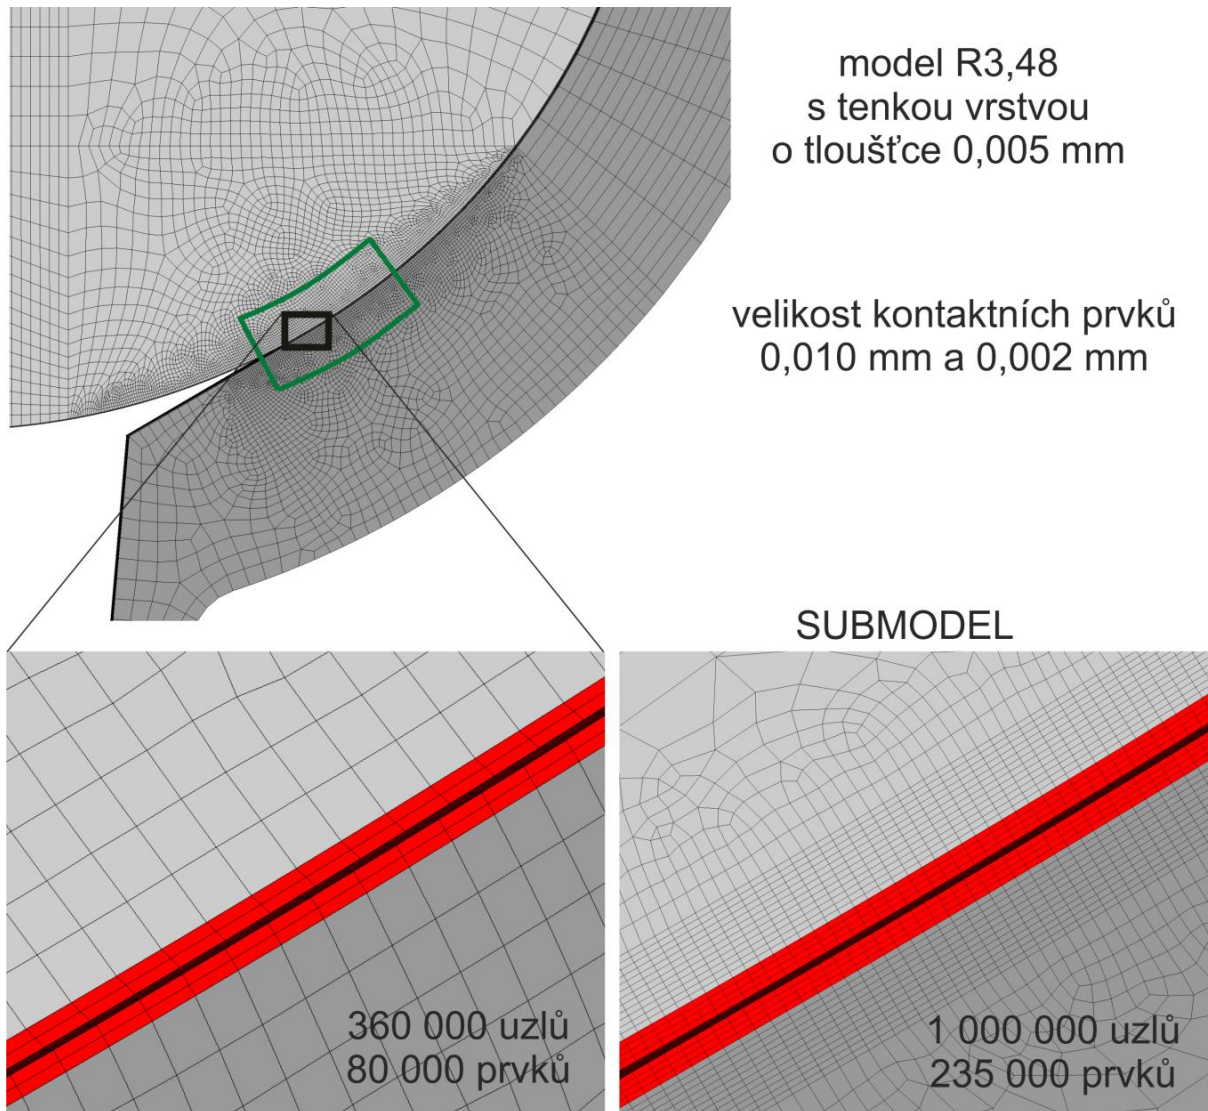 model R3,48
s tenkou vrstvou
o tloušťce 0,005 mm
velikost kontaktních prvků
0,010 mm a 0,002 mm
SUBMODEL
360 000 uzlů
80 000 prvků
1 000 000 uzlů
235 000 prvků